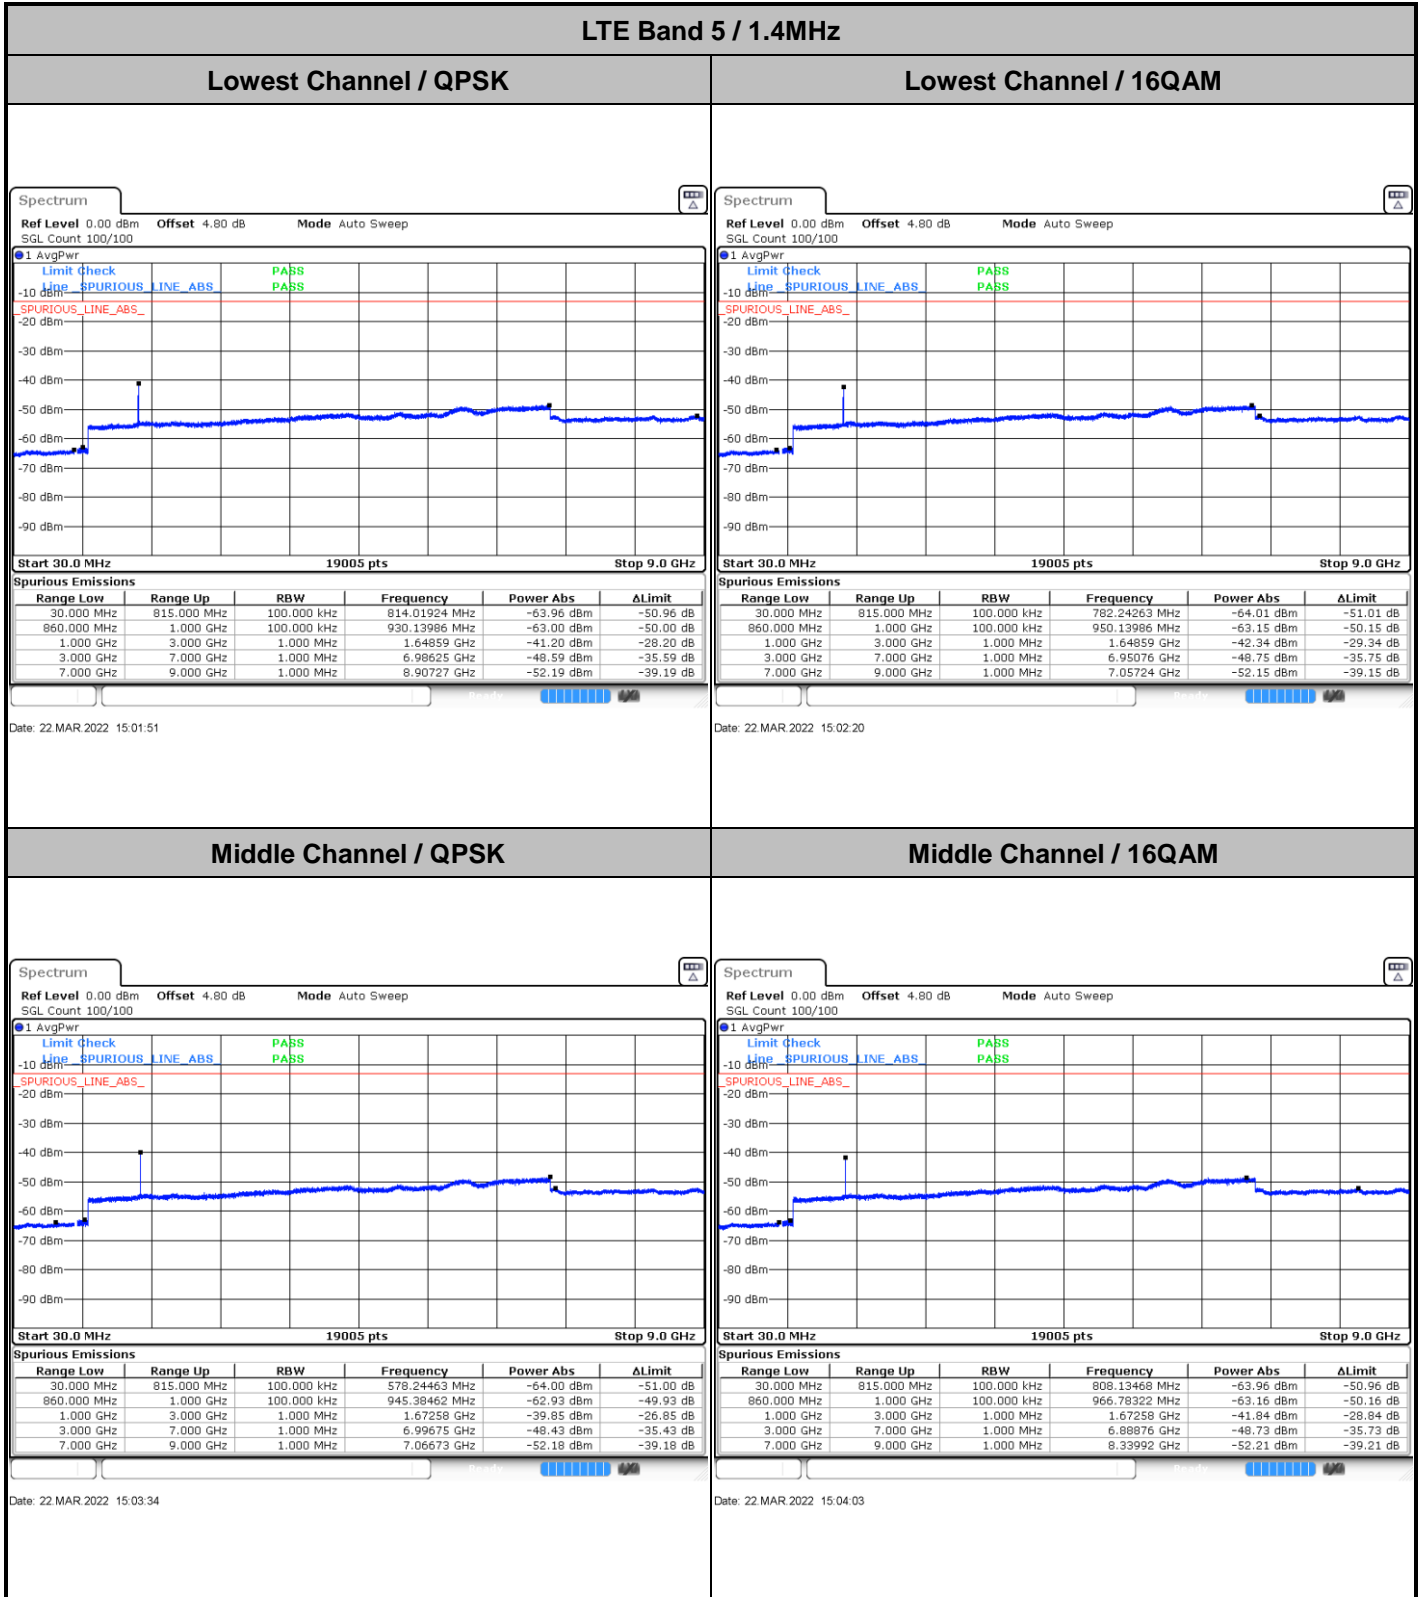 LTE Band 5 / 1.4MHz
Lowest Channel / QPSK
Lowest Channel / 16QAM
Spectrum
Ref Level 0.00 dBm Offset 4.80 dB Mode Auto Sweep
SGL Count 100/100
1 AvgPwr
Limit Check PASS
Line _SPURIOUS_LINE_ABS_ PASS
-10 dBm
_SPURIOUS_LINE_ABS_
-20 dBm
-30 dBm
-40 dBm
-50 dBm
-60 dBm
-70 dBm
-80 dBm
-90 dBm
Start 30.0 MHz 19005 pts Stop 9.0 GHz
Spurious Emissions
Range Low Range Up RBW Frequency Power Abs ΔLimit
30.000 MHz 815.000 MHz 100.000 kHz 814.01924 MHz -63.96 dBm -50.96 dB
860.000 MHz 1.000 GHz 100.000 kHz 930.13986 MHz -63.00 dBm -50.00 dB
1.000 GHz 3.000 GHz 1.000 MHz 1.64859 GHz -41.20 dBm -28.20 dB
3.000 GHz 7.000 GHz 1.000 MHz 6.98625 GHz -48.59 dBm -35.59 dB
7.000 GHz 9.000 GHz 1.000 MHz 8.90727 GHz -52.19 dBm -39.19 dB
Ready
Date: 22.MAR.2022 15:01:51
Spectrum
Ref Level 0.00 dBm Offset 4.80 dB Mode Auto Sweep
SGL Count 100/100
1 AvgPwr
Limit Check PASS
Line _SPURIOUS_LINE_ABS_ PASS
-10 dBm
_SPURIOUS_LINE_ABS_
-20 dBm
-30 dBm
-40 dBm
-50 dBm
-60 dBm
-70 dBm
-80 dBm
-90 dBm
Start 30.0 MHz 19005 pts Stop 9.0 GHz
Spurious Emissions
Range Low Range Up RBW Frequency Power Abs ΔLimit
30.000 MHz 815.000 MHz 100.000 kHz 782.24263 MHz -64.01 dBm -51.01 dB
860.000 MHz 1.000 GHz 100.000 kHz 950.13986 MHz -63.15 dBm -50.15 dB
1.000 GHz 3.000 GHz 1.000 MHz 1.64859 GHz -42.34 dBm -29.34 dB
3.000 GHz 7.000 GHz 1.000 MHz 6.95076 GHz -48.75 dBm -35.75 dB
7.000 GHz 9.000 GHz 1.000 MHz 7.05724 GHz -52.15 dBm -39.15 dB
Ready
Date: 22.MAR.2022 15:02:20
Middle Channel / QPSK
Middle Channel / 16QAM
Spectrum
Ref Level 0.00 dBm Offset 4.80 dB Mode Auto Sweep
SGL Count 100/100
1 AvgPwr
Limit Check PASS
Line _SPURIOUS_LINE_ABS_ PASS
-10 dBm
_SPURIOUS_LINE_ABS_
-20 dBm
-30 dBm
-40 dBm
-50 dBm
-60 dBm
-70 dBm
-80 dBm
-90 dBm
Start 30.0 MHz 19005 pts Stop 9.0 GHz
Spurious Emissions
Range Low Range Up RBW Frequency Power Abs ΔLimit
30.000 MHz 815.000 MHz 100.000 kHz 578.24463 MHz -64.00 dBm -51.00 dB
860.000 MHz 1.000 GHz 100.000 kHz 945.38462 MHz -62.93 dBm -49.93 dB
1.000 GHz 3.000 GHz 1.000 MHz 1.67258 GHz -39.85 dBm -26.85 dB
3.000 GHz 7.000 GHz 1.000 MHz 6.99675 GHz -48.43 dBm -35.43 dB
7.000 GHz 9.000 GHz 1.000 MHz 7.06673 GHz -52.18 dBm -39.18 dB
Ready
Date: 22.MAR.2022 15:03:34
Spectrum
Ref Level 0.00 dBm Offset 4.80 dB Mode Auto Sweep
SGL Count 100/100
1 AvgPwr
Limit Check PASS
Line _SPURIOUS_LINE_ABS_ PASS
-10 dBm
_SPURIOUS_LINE_ABS_
-20 dBm
-30 dBm
-40 dBm
-50 dBm
-60 dBm
-70 dBm
-80 dBm
-90 dBm
Start 30.0 MHz 19005 pts Stop 9.0 GHz
Spurious Emissions
Range Low Range Up RBW Frequency Power Abs ΔLimit
30.000 MHz 815.000 MHz 100.000 kHz 808.13468 MHz -63.96 dBm -50.96 dB
860.000 MHz 1.000 GHz 100.000 kHz 966.78322 MHz -63.16 dBm -50.16 dB
1.000 GHz 3.000 GHz 1.000 MHz 1.67258 GHz -41.84 dBm -28.84 dB
3.000 GHz 7.000 GHz 1.000 MHz 6.88876 GHz -48.73 dBm -35.73 dB
7.000 GHz 9.000 GHz 1.000 MHz 8.33992 GHz -52.21 dBm -39.21 dB
Ready
Date: 22.MAR.2022 15:04:03